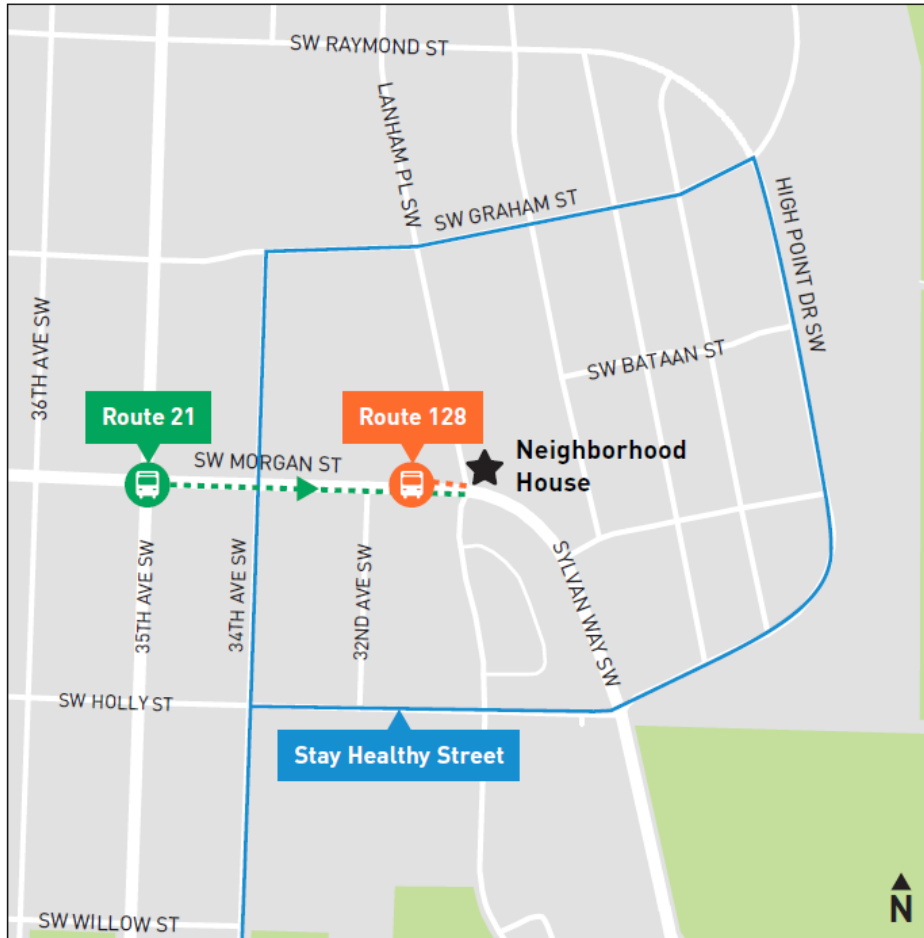 SW RAYMOND ST
LANHAM PL SW
SW GRAHAM ST
HIGH POINT DR SW
36TH AVE SW
SW BATAAN ST
Route 21
Route 128
SW MORGAN ST
Neighborhood
House
35TH AVE SW
34TH AVE SW
32ND AVE SW
SYLVAN WAY SW
SW HOLLY ST
Stay Healthy Street
SW WILLOW ST
N